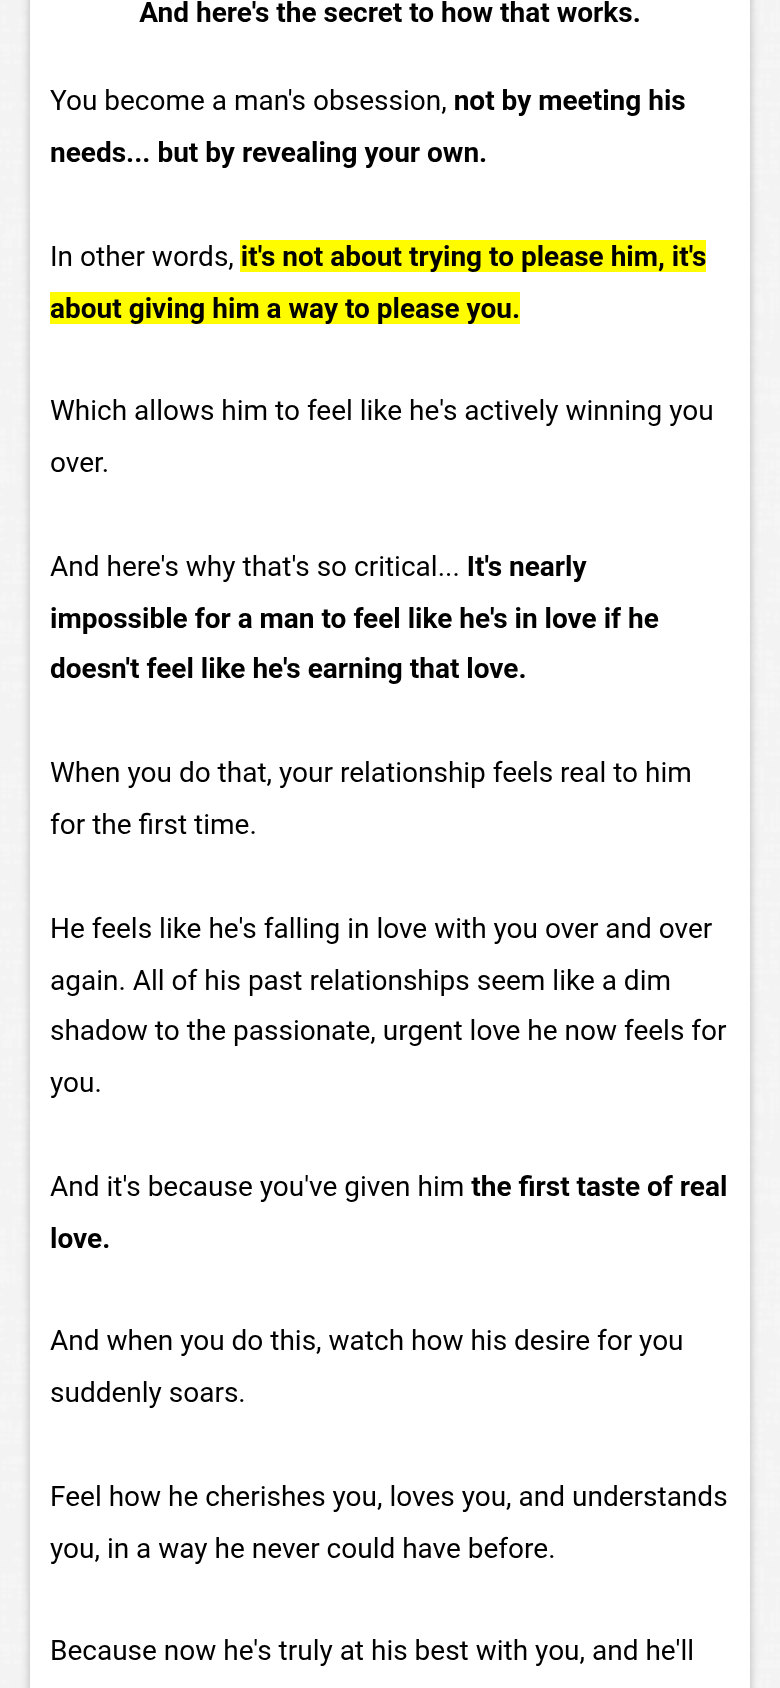 And here's the secret to how that works.
You become a man's obsession, not by meeting his
needs... but by revealing your own.
In other words, it's not about trying to please him, it's
about giving him a way to please you.
Which allows him to feel like he's actively winning you
over.
And here's why that's so critical... It's nearly
impossible for a man to feel like he's in love if he
doesn't feel like he's earning that love.
When you do that, your relationship feels real to him
for the first time.
He feels like he's falling in love with you over and over
again. All of his past relationships seem like a dim
shadow to the passionate, urgent love he now feels for
you.
And it's because you've given him the first taste of real
love.
And when you do this, watch how his desire for you
suddenly soars.
Feel how he cherishes you, loves you, and understands
you, in a way he never could have before.
Because now he's truly at his best with you, and he'll